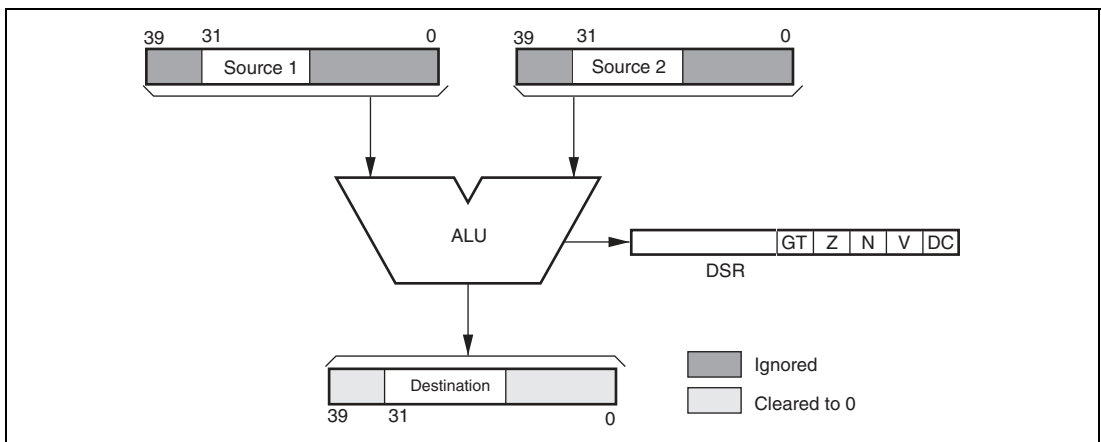 39 31 0 39 31 0
Source 1 Source 2
ALU
GT Z N V DC
DSR
Destination
39 31 0
Ignored
Cleared to 0